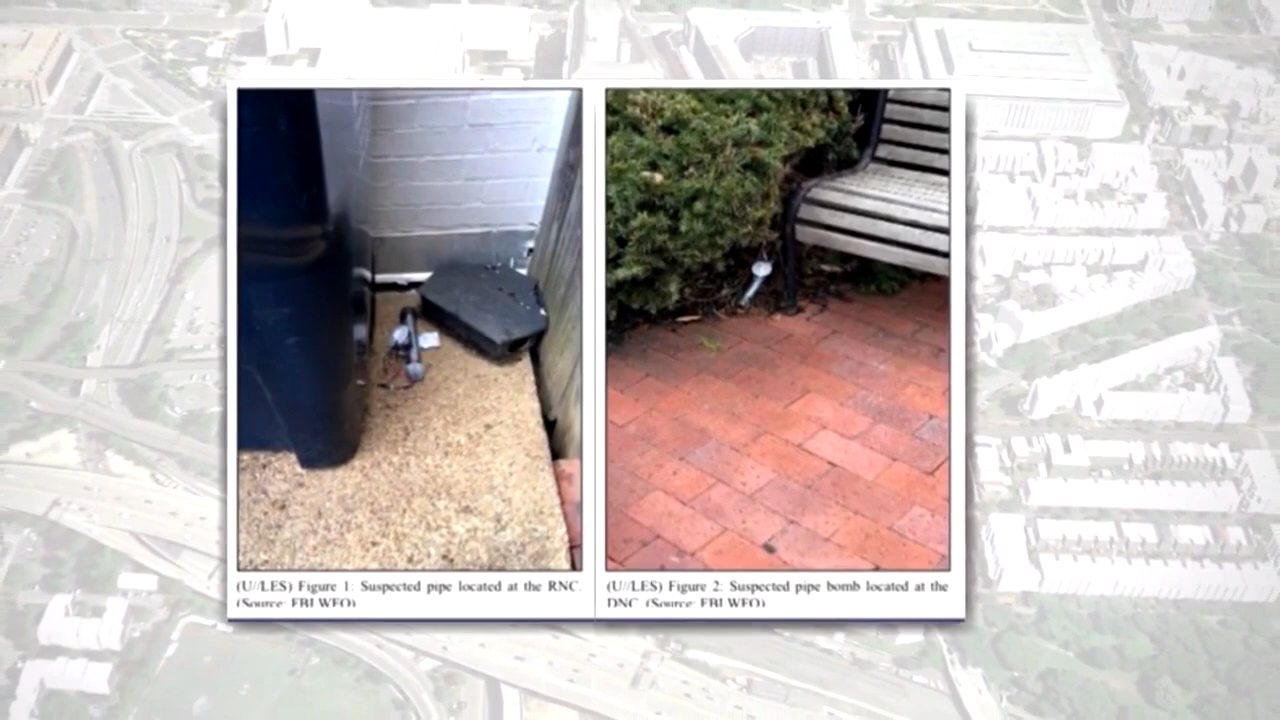 (U//LES) Figure 1: Suspected pipe located at the RNC.
(Source: FBI WFO)
(U//LES) Figure 2: Suspected pipe bomb located at the
DNC. (Source: FBI WFO)